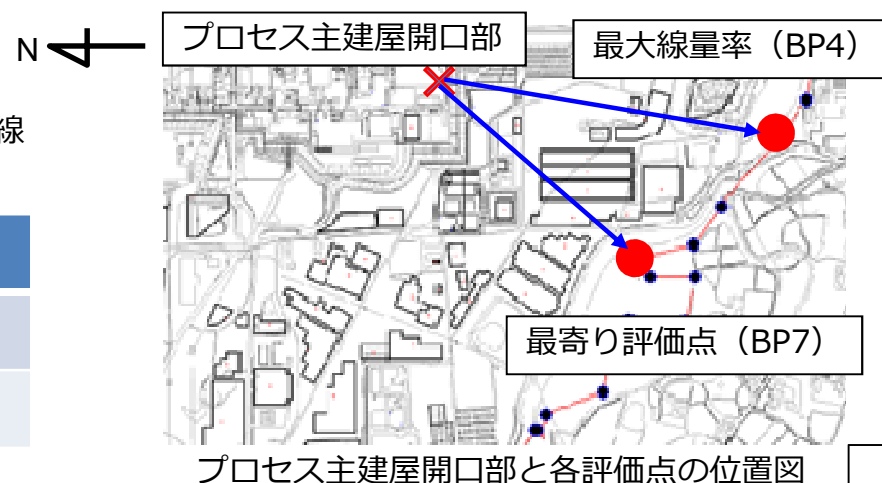 N
プロセス主建屋開口部
最大線量率（BP4）
線
最寄り評価点（BP7）
プロセス主建屋開口部と各評価点の位置図